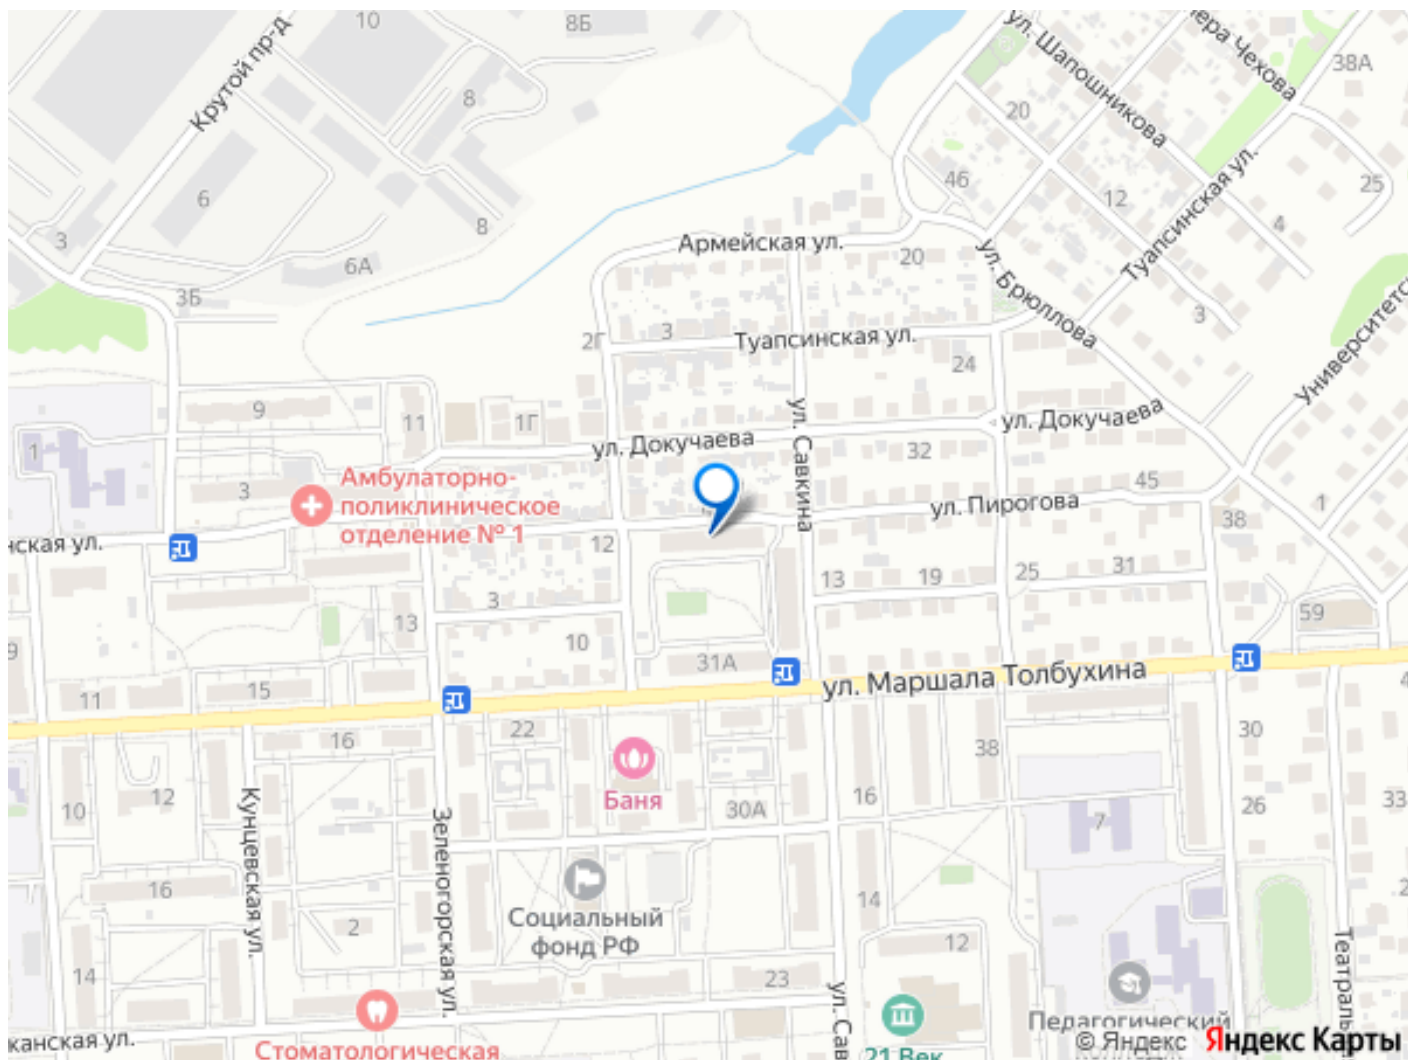 10
8Б
ул. Шапошникова
нера Чехова
38А
Крутой пр-д
8
20
6
46
12
25
8
4
Туапсинская ул.
3
Армейская ул.
20
6А
3Б
ул. Брюллова
3
3
Университетс
2Г
Туапсинская ул.
24
9
11
1Г
ул. Докучаева
ул. Савкина
ул. Докучаева
32
1
3
Амбулаторно-
поликлиническое
отделение № 1
45
ул. Пирогова
1
38
нская ул.
12
13
19
25
31
3
13
59
10
9
31А
11
15
ул. Маршала Толбухина
22
16
38
30
Баня
12
10
30А
16
26
33
7
Кунцевская ул.
Зеленогорская ул.
16
14
2
Социальный
фонд РФ
12
14
23
ул. Сав
Театраль
Педагогический
канская ул.
Стоматологическая
21 Век
© Яндекс Яндекс Карты